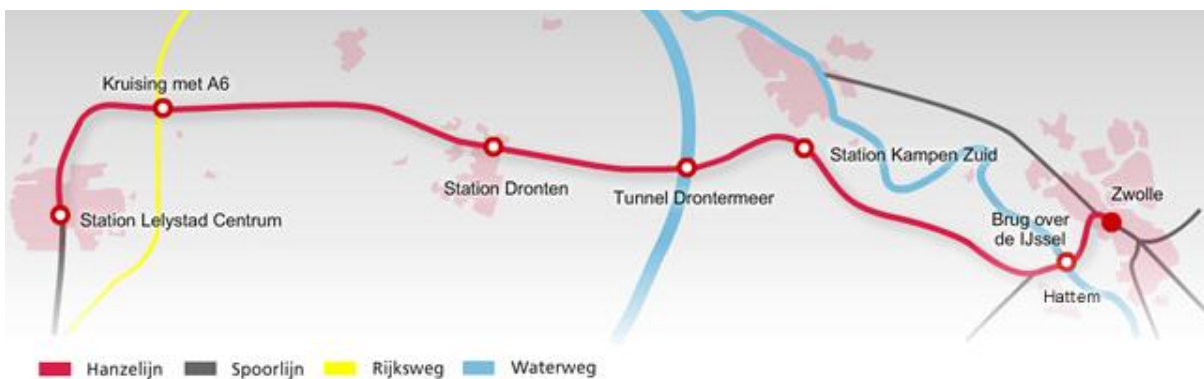 Kruising met A6
Station Lelystad Centrum
Station Dronten
Tunnel Drontermeer
Station Kampen Zuid
Zwolle
Brug over
de IJssel
Hattem
Hanzelijn
Spoorlijn
Rijksweg
Waterweg